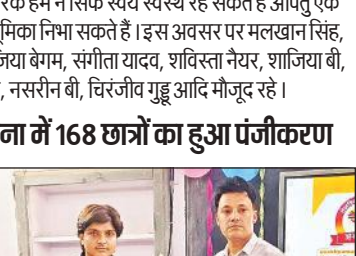 हम न सिर्फ स्वयं स्वस्थ रह सकते हैं अपितु एक
मिका निभा सकते हैं । इस अवसर पर मलखान सिंह,
जिया बेगम, संगीता यादव, शविस्ता नैयर, शाजिया बी,
, नसरीन बी, चिरंजीव गुड्डू आदि मौजूद रहे ।
ना में 168 छात्रों का हुआ पंजीकरण